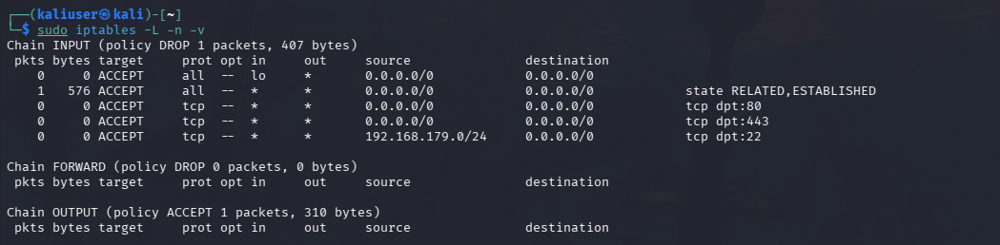 ┌──(kaliuser㉿kali)-[~]
└─$ sudo iptables -L -n -v
Chain INPUT (policy DROP 1 packets, 407 bytes)
 pkts bytes target     prot opt in     out     source               destination
    0     0 ACCEPT     all  --  lo     *       0.0.0.0/0            0.0.0.0/0
    1   576 ACCEPT     all  --  *      *       0.0.0.0/0            0.0.0.0/0            state RELATED,ESTABLISHED
    0     0 ACCEPT     tcp  --  *      *       0.0.0.0/0            0.0.0.0/0            tcp dpt:80
    0     0 ACCEPT     tcp  --  *      *       0.0.0.0/0            0.0.0.0/0            tcp dpt:443
    0     0 ACCEPT     tcp  --  *      *       192.168.179.0/24     0.0.0.0/0            tcp dpt:22

Chain FORWARD (policy DROP 0 packets, 0 bytes)
 pkts bytes target     prot opt in     out     source               destination

Chain OUTPUT (policy ACCEPT 1 packets, 310 bytes)
 pkts bytes target     prot opt in     out     source               destination